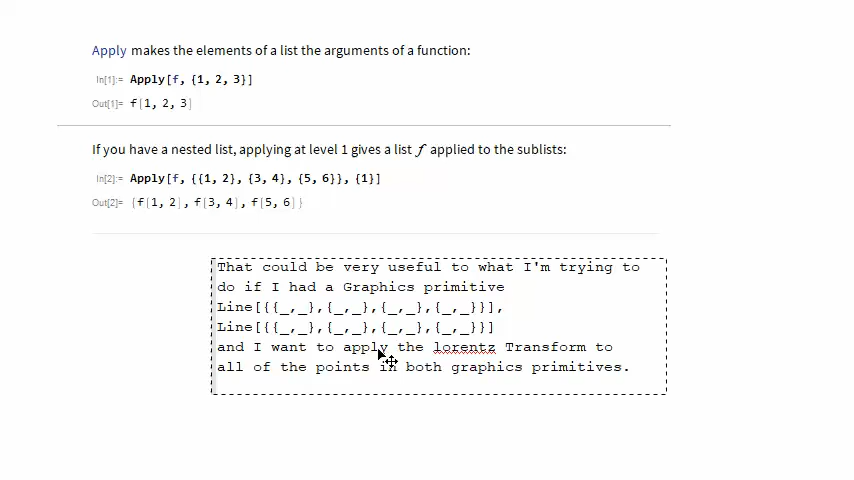 Apply makes the elements of a list the arguments of a function:
In[1]:= Apply[f, {1, 2, 3}]
Out[1]= f[1, 2, 3]
If you have a nested list, applying at level 1 gives a list f applied to the sublists:
In[2]:= Apply[f, {{1, 2}, {3, 4}, {5, 6}}, {1}]
Out[2]= {f[1, 2], f[3, 4], f[5, 6]}
That could be very useful to what I'm trying to
do if I had a Graphics primitive
Line[{{_,_},{_,_},{_,_},{_,_}}],
Line[{{_,_},{_,_},{_,_},{_,_}}]
and I want to apply the lorentz Transform to
all of the points in both graphics primitives.